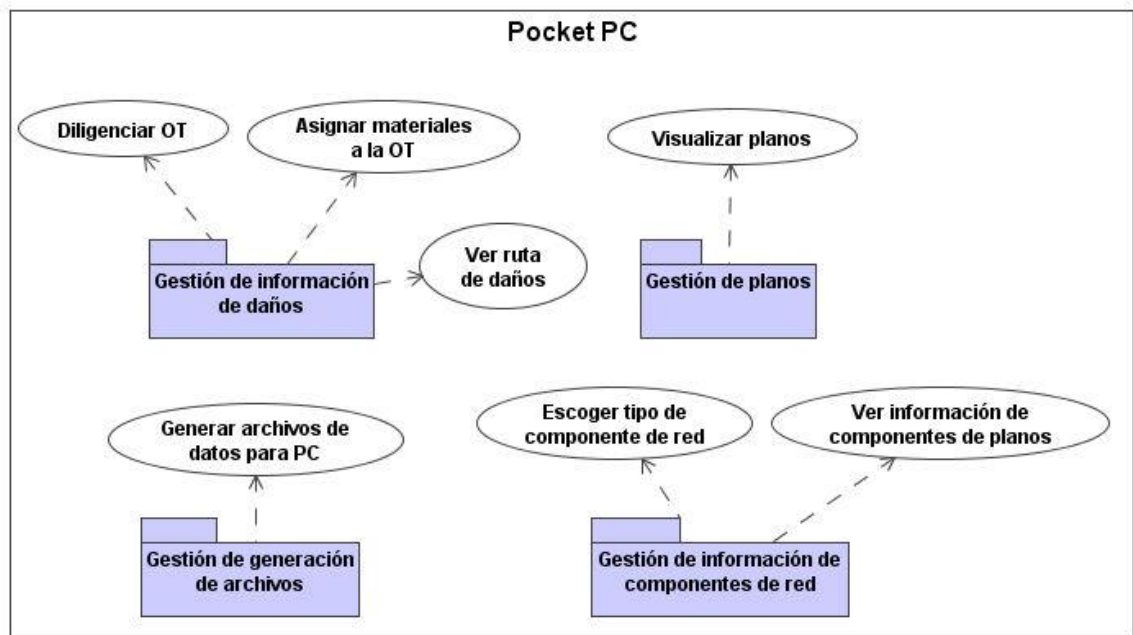 Pocket PC
Diligenciar OT
Asignar materiales
a la OT
Visualizar planos
Ver ruta
de daños
Gestión de información
de daños
Gestión de planos
Generar archivos de
datos para PC
Escoger tipo de
componente de red
Ver información de
componentes de planos
Gestión de generación
de archivos
Gestión de información de
componentes de red